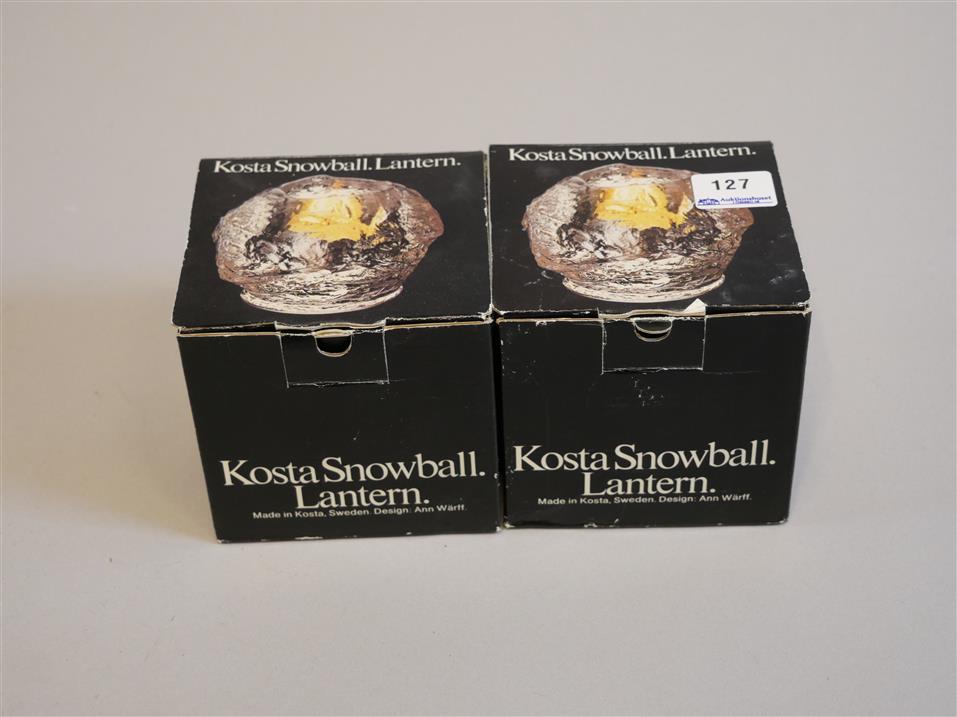 Kosta Snowball. Lantern.
Kosta Snowball.
Lantern.
Made in Kosta, Sweden. Design: Ann Wärff.
Kosta Snowball. Lantern.
127
Auktionshuset
Kosta Snowball.
Lantern.
Made in Kosta, Sweden. Design: Ann Wärff.